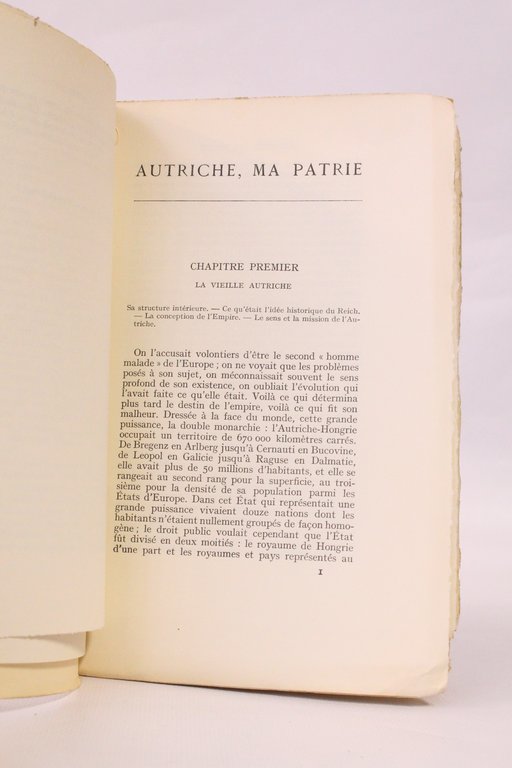 AUTRICHE, MA PATRIE
CHAPITRE PREMIER
LA VIEILLE AUTRICHE
Sa structure intérieure. — Ce qu'était l'idée historique du Reich.
— La conception de l'Empire. — Le sens et la mission de l'Au-
triche.
On l'accusait volontiers d'être le second « homme
malade » de l'Europe ; on ne voyait que les problèmes
posés à son sujet, on méconnaissait souvent le sens
profond de son existence, on oubliait l'évolution qui
l'avait faite ce qu'elle était. Voilà ce qui détermina
plus tard le destin de l'empire, voilà ce qui fit son
malheur. Dressée à la face du monde, cette grande
puissance, la double monarchie : l'Autriche-Hongrie
occupait un territoire de 670 000 kilomètres carrés.
De Bregenz en Arlberg jusqu'à Cernauti en Bucovine,
de Leopol en Galicie jusqu'à Raguse en Dalmatie,
elle avait plus de 50 millions d'habitants, et elle se
rangeait au second rang pour la superficie, au troi-
sième pour la densité de sa population parmi les
États d'Europe. Dans cet État qui représentait une
grande puissance vivaient douze nations dont les
habitants n'étaient nullement groupés de façon homo-
gène ; le droit public voulait cependant que l'État
fût divisé en deux moitiés : le royaume de Hongrie
d'une part et les royaumes et pays représentés au
I